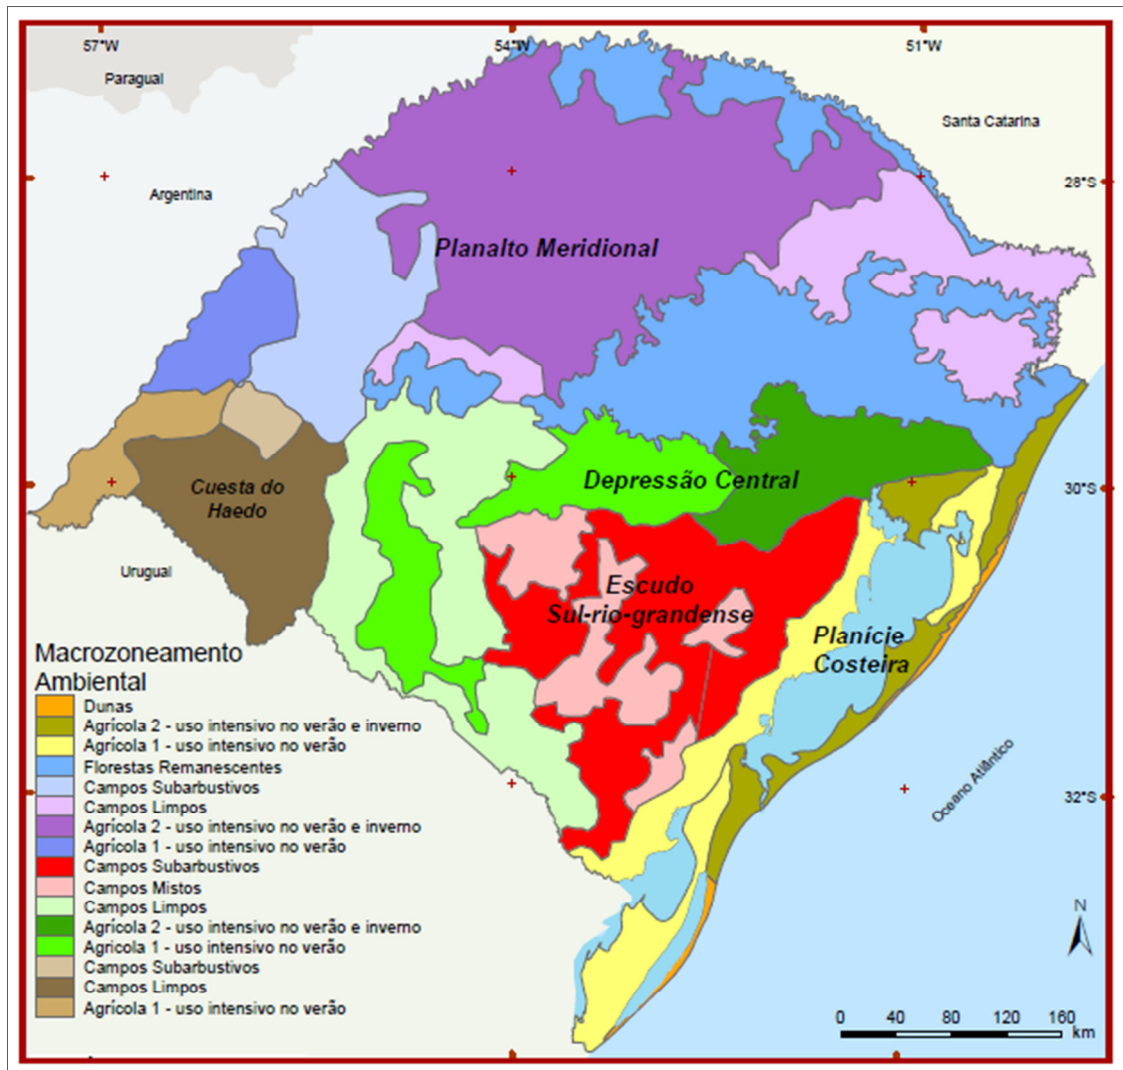 57°W
54°W
51°W
Paragual
Santa Catarina
28°S
Argentina
Planalto Meridional
Cuesta do
Haedo
Depressão Central
30°S
Urugual
Escudo
Sul-rio-grandense
Planície
Costeira
Macrozoneamento
Ambiental
Dunas
Agrícola 2 - uso intensivo no verão e inverno
Agrícola 1 - uso intensivo no verão
Florestas Remanescentes
Campos Subarbustivos
Campos Limpos
Agrícola 2 - uso intensivo no verão e inverno
Agrícola 1 - uso intensivo no verão
Campos Subarbustivos
Campos Mistos
Campos Limpos
Agrícola 2 - uso intensivo no verão e inverno
Agricola 1 - uso intensivo no verão
Campos Subarbustivos
Campos Limpos
Agrícola 1 - uso intensivo no verão
Oceano Atlântico
32°S
N
0 40 80 120 160
km